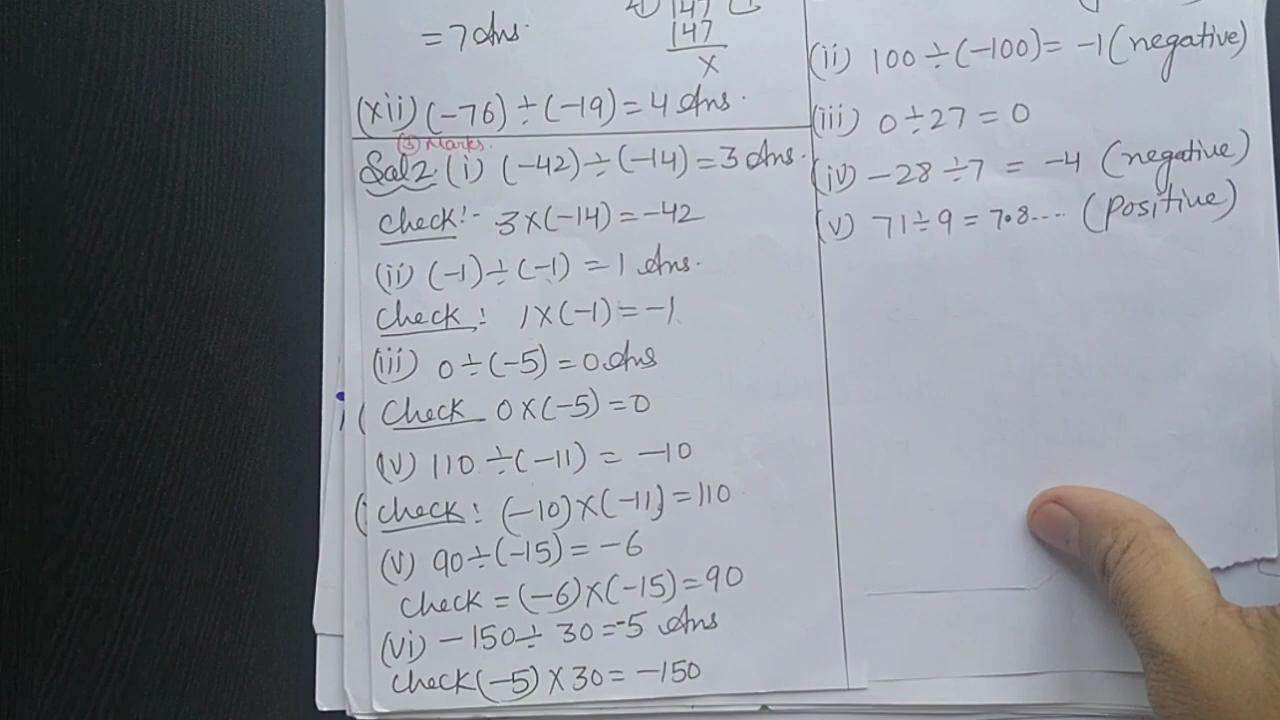 = 7 Ans.
147
147
x
(xii) (-76) ÷ (-19) = 4 Ans.
(3) Marks.
Sol 2 (i) (-42) ÷ (-14) = 3 Ans.
Check:- 3 x (-14) = -42
(ii) (-1) ÷ (-1) = 1 Ans.
Check: 1 x (-1) = -1
(iii) 0 ÷ (-5) = 0 Ans
Check 0 x (-5) = 0
(v) 110 ÷ (-11) = -10
Check: (-10) x (-11) = 110
(v) 90 ÷ (-15) = -6
Check = (-6) x (-15) = 90
(vi) -150 ÷ 30 = -5 Ans
Check (-5) x 30 = -150
(ii) 100 ÷ (-100) = -1 (negative)
(iii) 0 ÷ 27 = 0
(iv) -28 ÷ 7 = -4 (negative)
(v) 71 ÷ 9 = 7.8.... (positive)